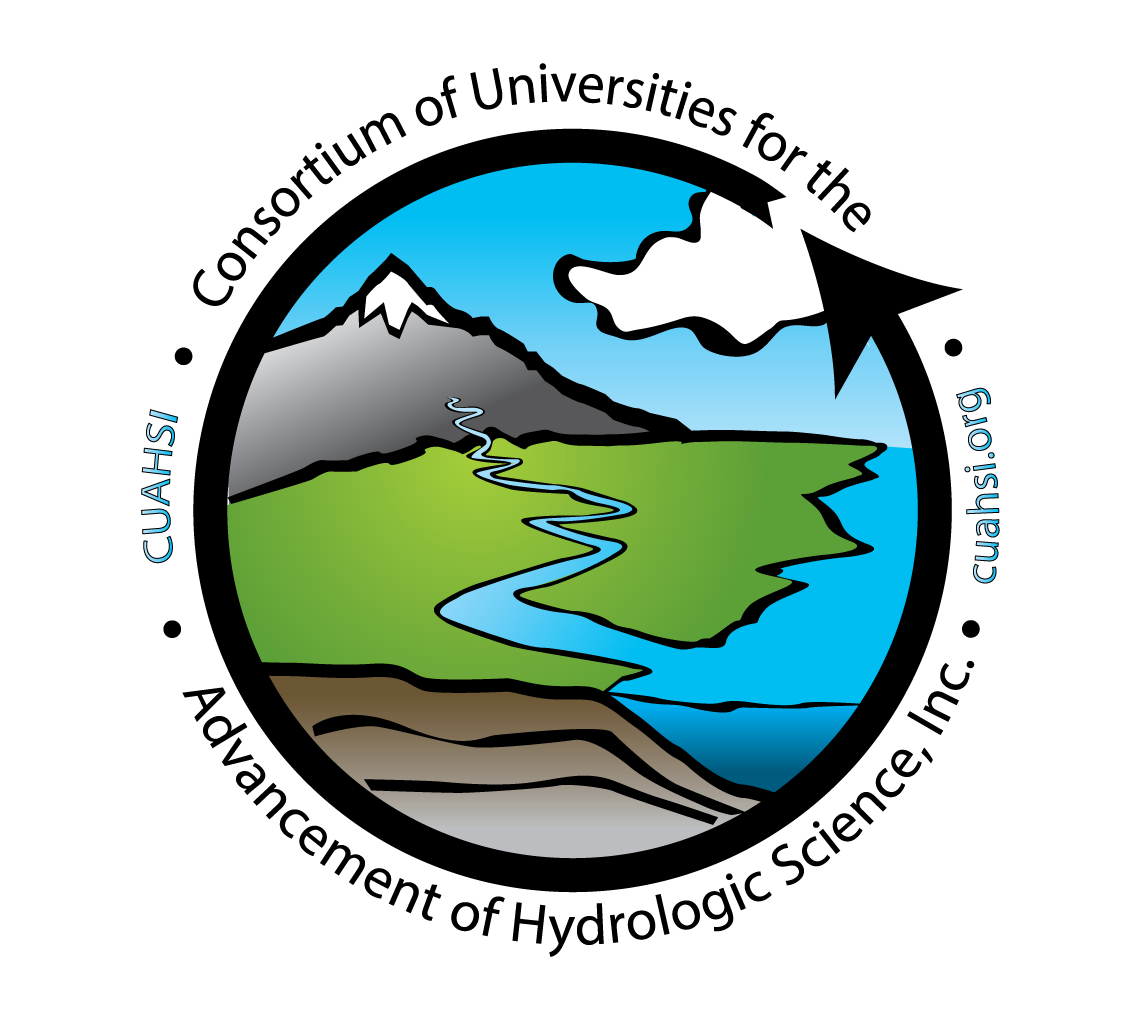 Consortium of Universities for the
CUAHSI
cuahsi.org
Advancement of Hydrologic Science, Inc.